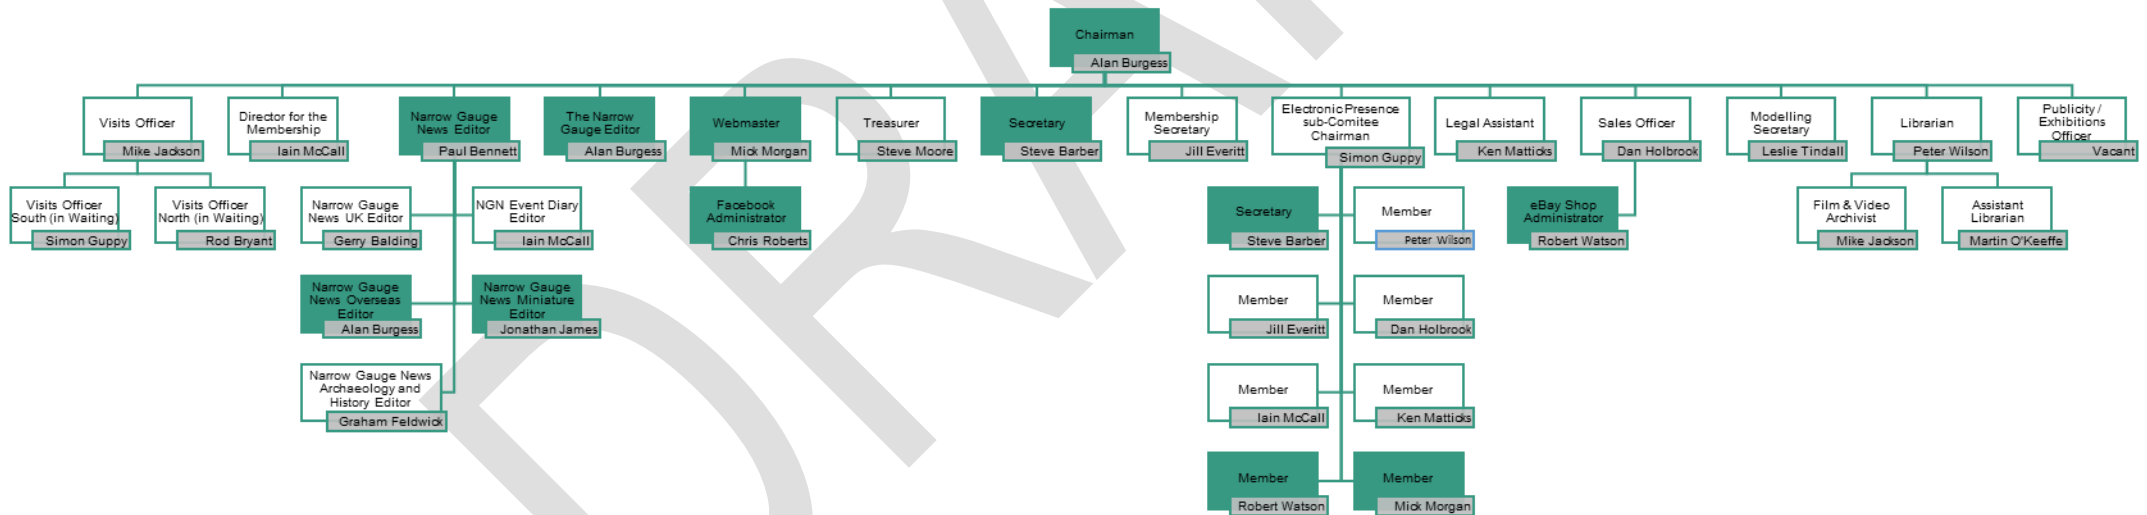 Chairman
Alan Burgess
Visits Officer
Mike Jackson
Director for the
Membership
Iain McCall
Narrow Gauge
News Editor
Paul Bennett
The Narrow
Gauge Editor
Alan Burgess
Webmaster
Mick Morgan
Treasurer
Steve Moore
Secretary
Steve Barber
Membership
Secretary
Jill Everitt
Electronic Presence
sub-Comitee
Chairman
Simon Guppy
Legal Assistant
Ken Matticks
Sales Officer
Dan Holbrook
Modelling
Secretary
Leslie Tindall
Librarian
Peter Wilson
Publicity /
Exhibitions
Officer
Vacant
Visits Officer
South (in Waiting)
Simon Guppy
Visits Officer
North (in Waiting)
Rod Bryant
Narrow Gauge
News UK Editor
Gerry Balding
NGN Event Diary
Editor
Iain McCall
Facebook
Administrator
Chris Roberts
Secretary
Steve Barber
Member
Peter Wilson
eBay Shop
Administrator
Robert Watson
Film & Video
Archivist
Mike Jackson
Assistant
Librarian
Martin O'Keeffe
Narrow Gauge
News Overseas
Editor
Alan Burgess
Narrow Gauge
News Miniature
Editor
Jonathan James
Member
Jill Everitt
Member
Dan Holbrook
Narrow Gauge News
Archaeology and
History Editor
Graham Feldwick
Member
Iain McCall
Member
Ken Matticks
Member
Robert Watson
Member
Mick Morgan
DRA